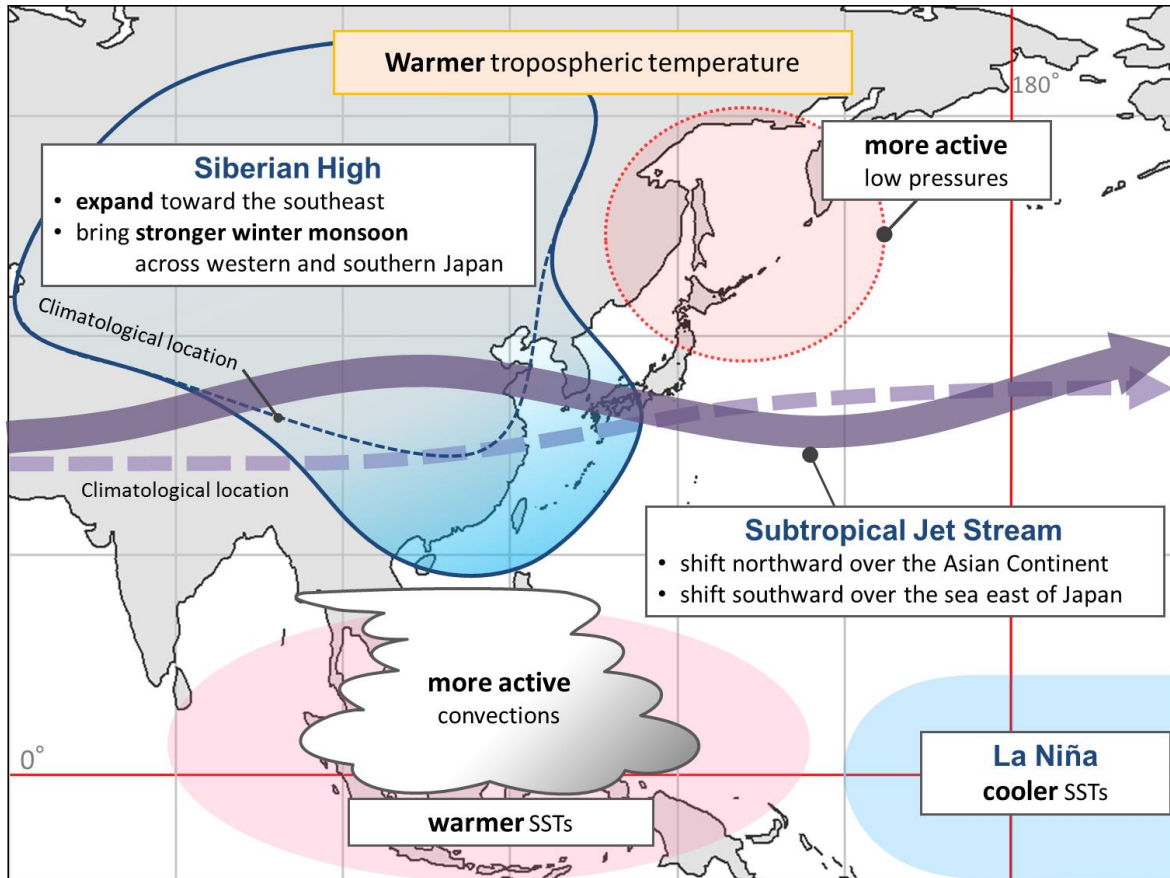 Warmer tropospheric temperature
180°
more active
low pressures
Siberian High
• expand toward the southeast
• bring stronger winter monsoon
across western and southern Japan
Climatological location
Climatological location
Subtropical Jet Stream
• shift northward over the Asian Continent
• shift southward over the sea east of Japan
more active
convections
0°
La Niña
cooler SSTs
warmer SSTs